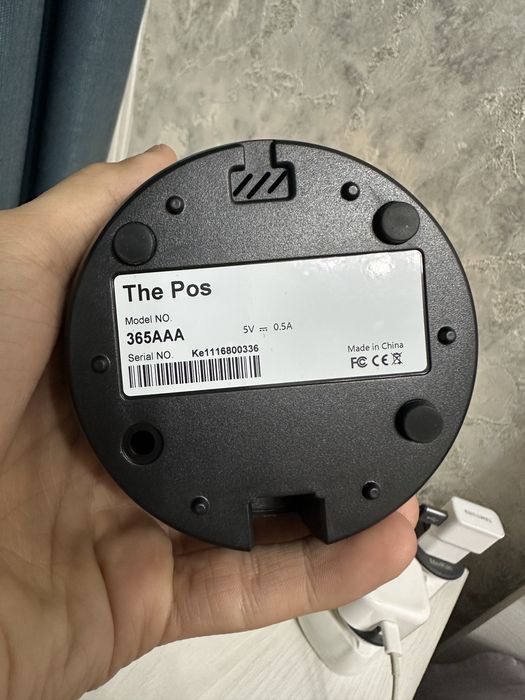 The Pos
Model NO.
365AAA
5V ⎓ 0.5A
Serial NO. Ke1116800336
Made in China
FC CE